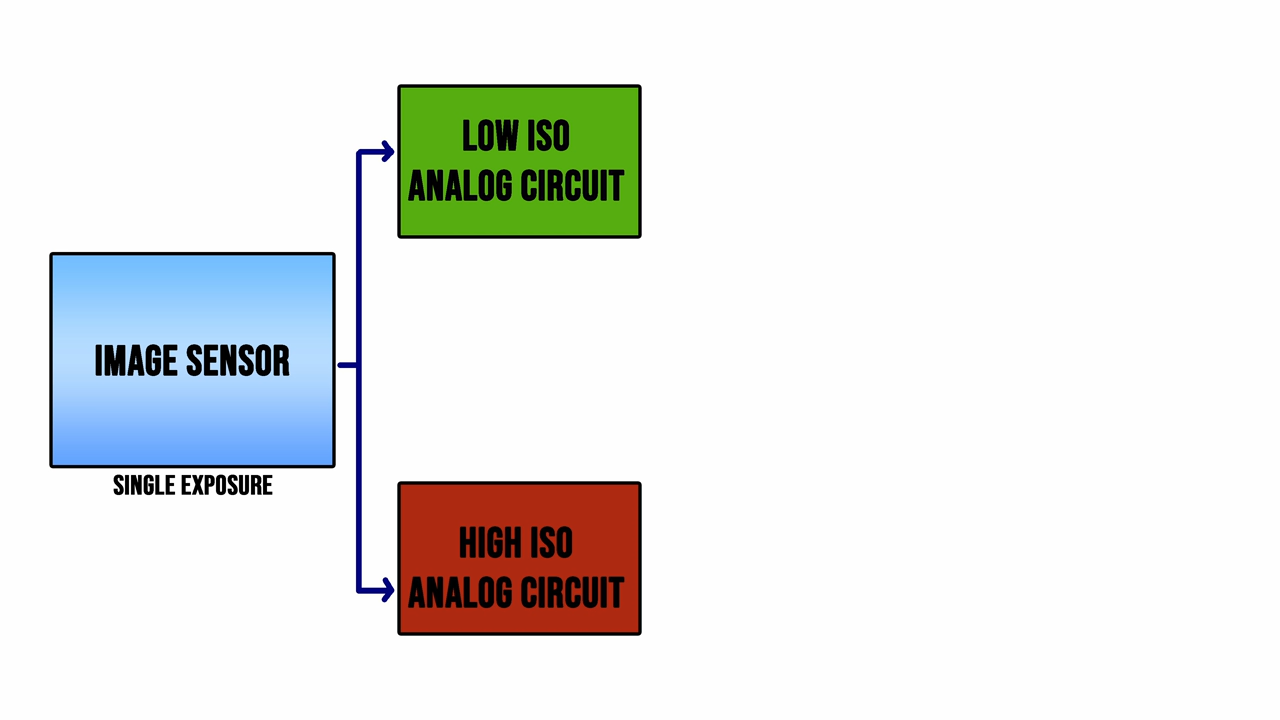 LOW ISO
ANALOG CIRCUIT
IMAGE SENSOR
SINGLE EXPOSURE
HIGH ISO
ANALOG CIRCUIT